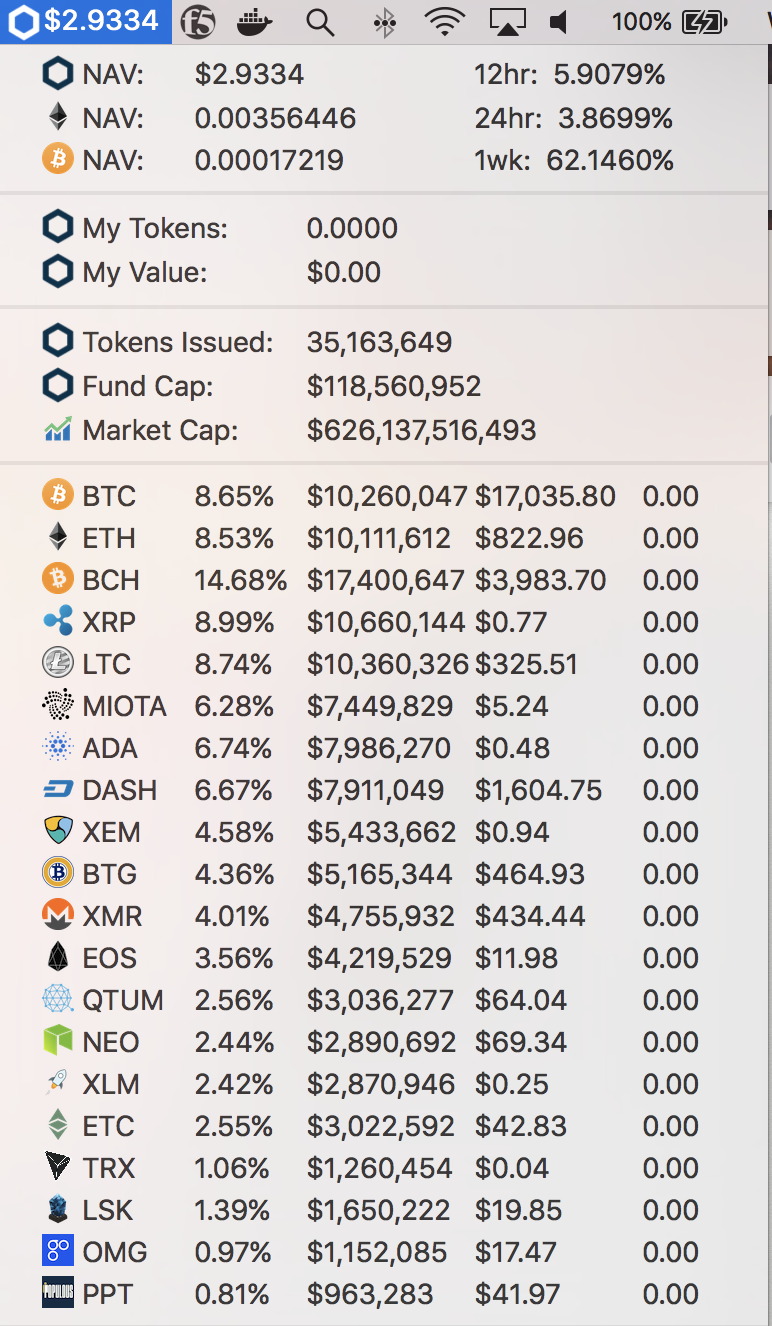 $2.9334 f5 100%
NAV: $2.9334 12hr: 5.9079%
NAV: 0.00356446 24hr: 3.8699%
NAV: 0.00017219 1wk: 62.1460%
My Tokens: 0.0000
My Value: $0.00
Tokens Issued: 35,163,649
Fund Cap: $118,560,952
Market Cap: $626,137,516,493
BTC 8.65% $10,260,047 $17,035.80 0.00
ETH 8.53% $10,111,612 $822.96 0.00
BCH 14.68% $17,400,647 $3,983.70 0.00
XRP 8.99% $10,660,144 $0.77 0.00
LTC 8.74% $10,360,326 $325.51 0.00
MIOTA 6.28% $7,449,829 $5.24 0.00
ADA 6.74% $7,986,270 $0.48 0.00
DASH 6.67% $7,911,049 $1,604.75 0.00
XEM 4.58% $5,433,662 $0.94 0.00
BTG 4.36% $5,165,344 $464.93 0.00
XMR 4.01% $4,755,932 $434.44 0.00
EOS 3.56% $4,219,529 $11.98 0.00
QTUM 2.56% $3,036,277 $64.04 0.00
NEO 2.44% $2,890,692 $69.34 0.00
XLM 2.42% $2,870,946 $0.25 0.00
ETC 2.55% $3,022,592 $42.83 0.00
TRX 1.06% $1,260,454 $0.04 0.00
LSK 1.39% $1,650,222 $19.85 0.00
go OMG 0.97% $1,152,085 $17.47 0.00
POPULOUS PPT 0.81% $963,283 $41.97 0.00